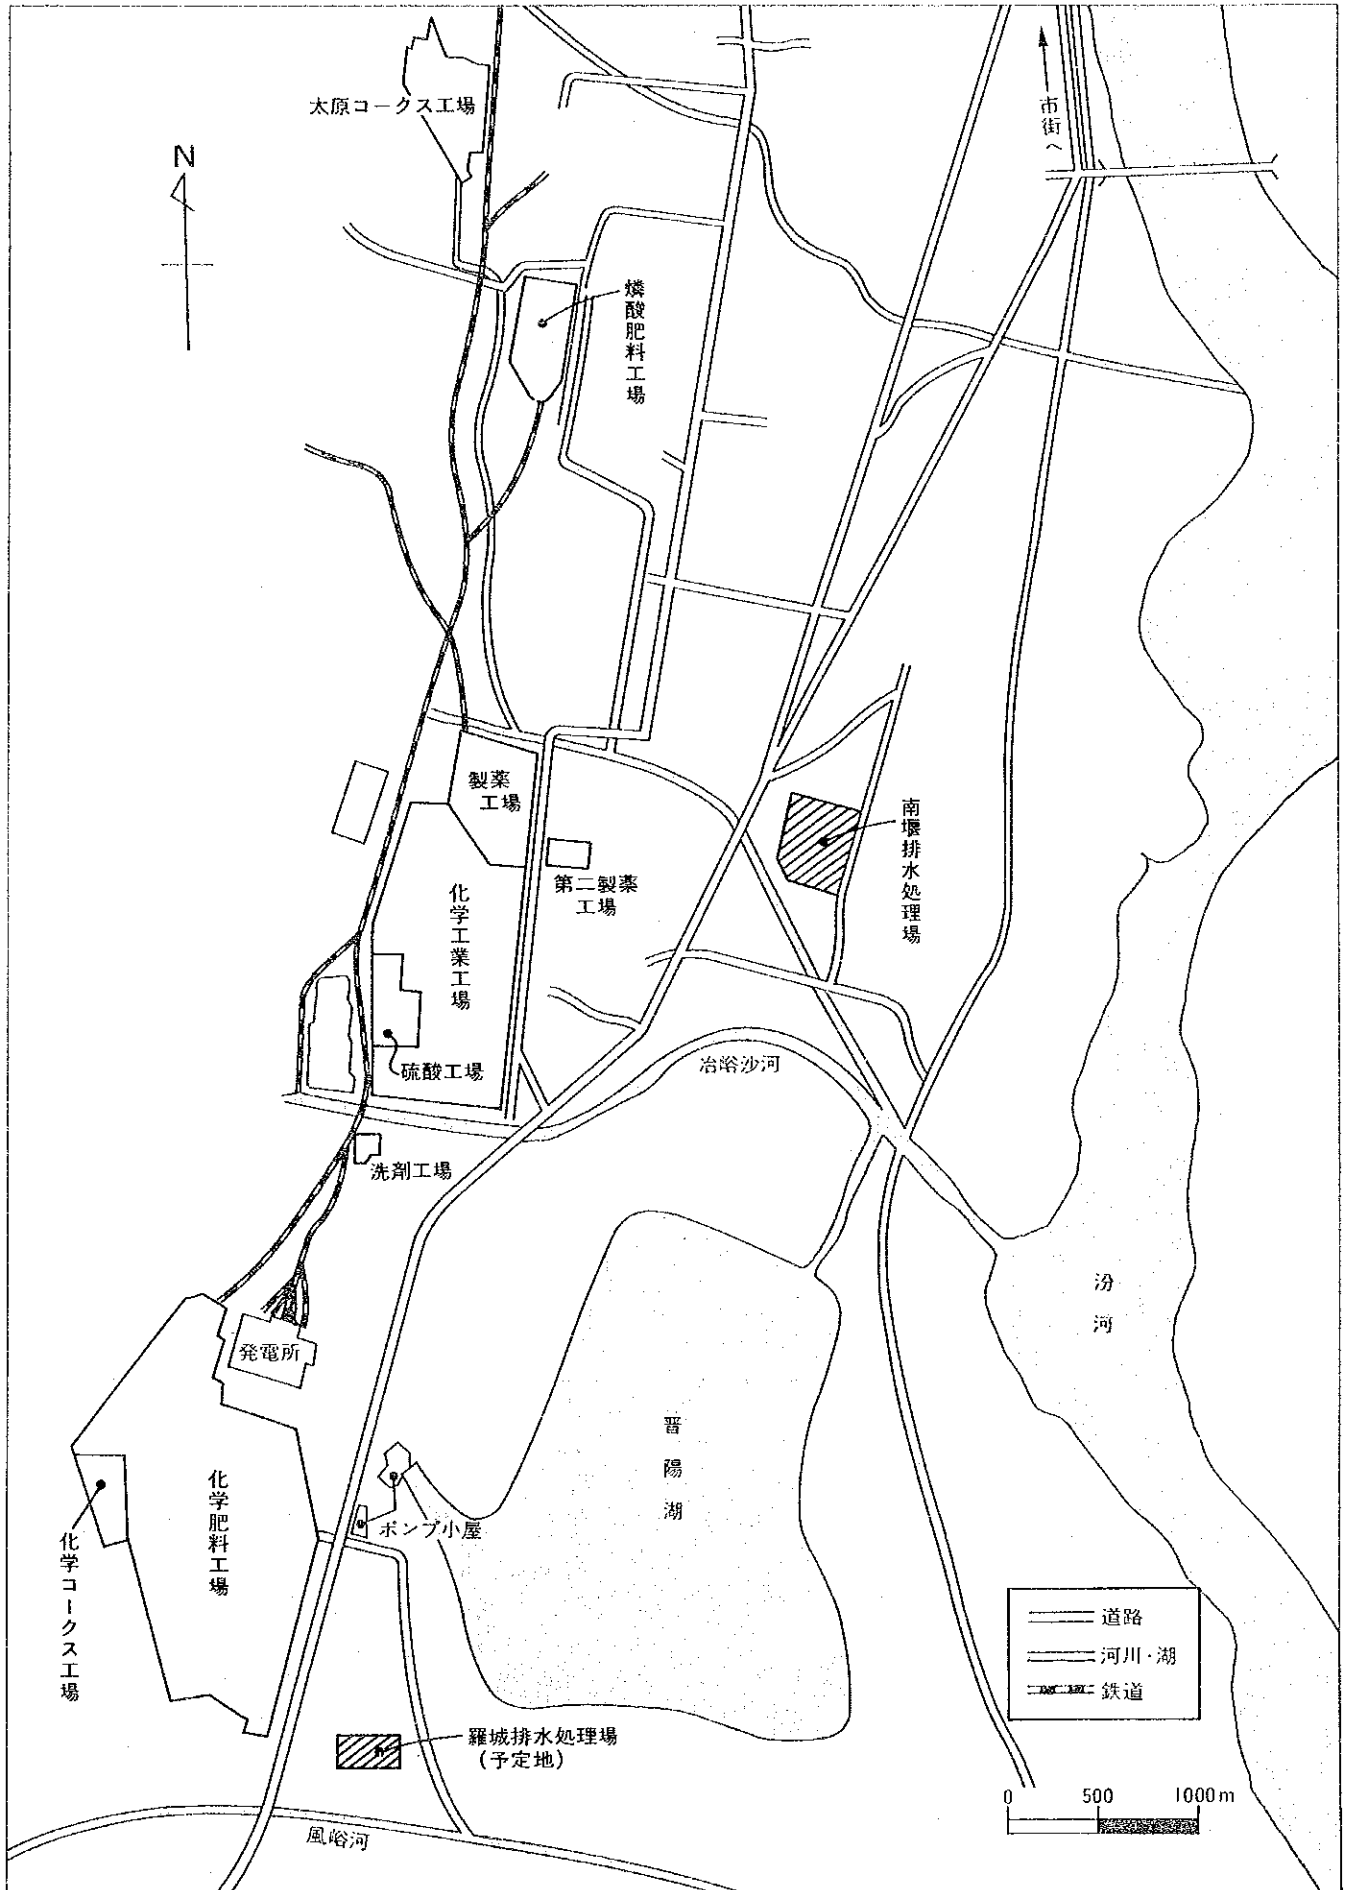 太原コークス工場
市街へ
N
燐酸肥料工場
製薬
工場
第二製薬
工場
南堰排水処理場
化学工業工場
硫酸工場
冶峪沙河
洗剤工場
汾河
発電所
晋陽湖
化学肥料工場
化学コークス工場
ポンプ小屋
道路
河川・湖
鉄道
羅城排水処理場
(予定地)
0 500 1000m
風峪河